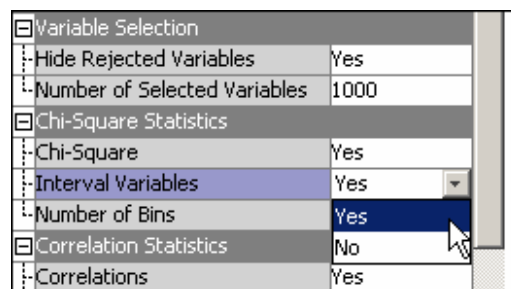 Variable Selection
Hide Rejected Variables Yes
Number of Selected Variables 1000
Chi-Square Statistics
Chi-Square Yes
Interval Variables Yes
Number of Bins Yes
Correlation Statistics No
Correlations Yes